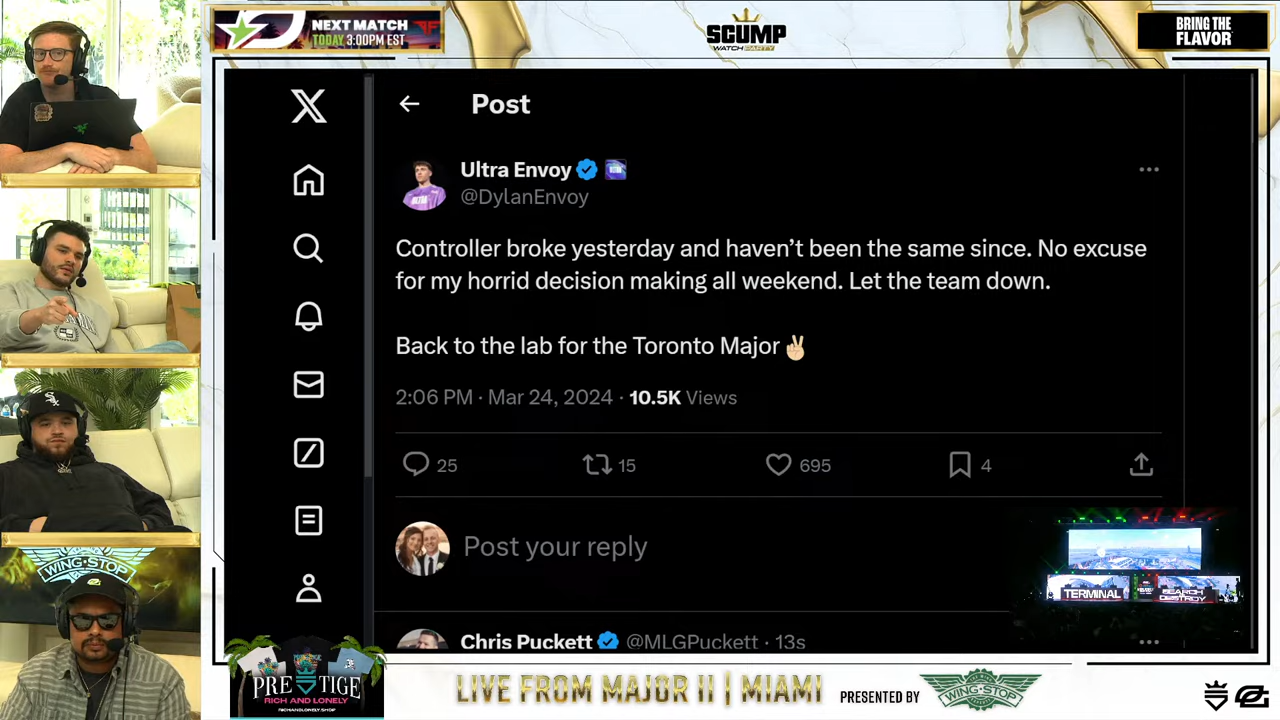 NEXT MATCH
TODAY 3:00PM EST
SCUMP
WATCH PARTY
BRING THE
FLAVOR
Post
Ultra Envoy
@DylanEnvoy
Controller broke yesterday and haven’t been the same since. No excuse
for my horrid decision making all weekend. Let the team down.
Back to the lab for the Toronto Major✌🏻
2:06 PM · Mar 24, 2024 · 10.5K Views
25
15
695
4
Post your reply
TERMINAL
SEARCH
DESTROY
Chris Puckett @MLGPuckett · 13s
WING·STOP
PRESTIGE
RICH AND LONELY
RICHANDLONELY.SHOP
LIVE FROM MAJOR II | MIAMI
PRESENTED BY
WING·STOP